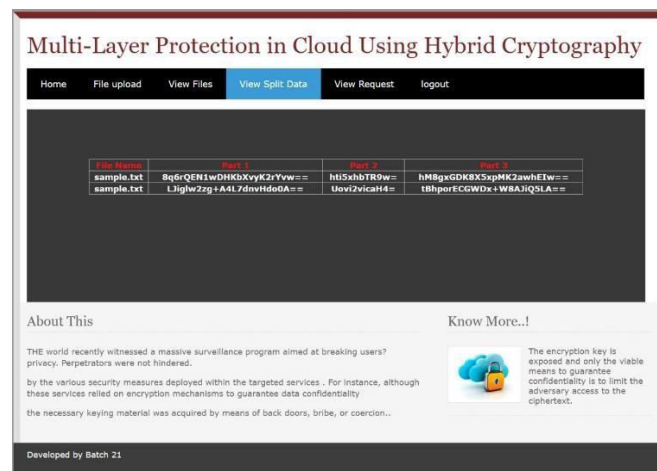 Multi-Layer Protection in Cloud Using Hybrid Cryptography
Home File upload View Files View Split Data View Request logout
File Name Part 1 Part 2 Part 3
sample.txt 8q6rQEN1wDHKbXvyK2rYvw== hti5xhbTR9w= hM8gxGDK8X5xpMK2awhEIw==
sample.txt LJiglw2zg+A4L7dnvHdo0A== Uovi2vicaH4= tBhporECGWDx+W8AJiQ5LA==
About This
THE world recently witnessed a massive surveillance program aimed at breaking users?
privacy. Perpetrators were not hindered.
by the various security measures deployed within the targeted services . For instance, although
these services relied on encryption mechanisms to guarantee data confidentiality
the necessary keying material was acquired by means of back doors, bribe, or coercion..
Know More..!
The encryption key is
exposed and only the viable
means to guarantee
confidentiality is to limit the
adversary access to the
ciphertext.
Developed by Batch 21